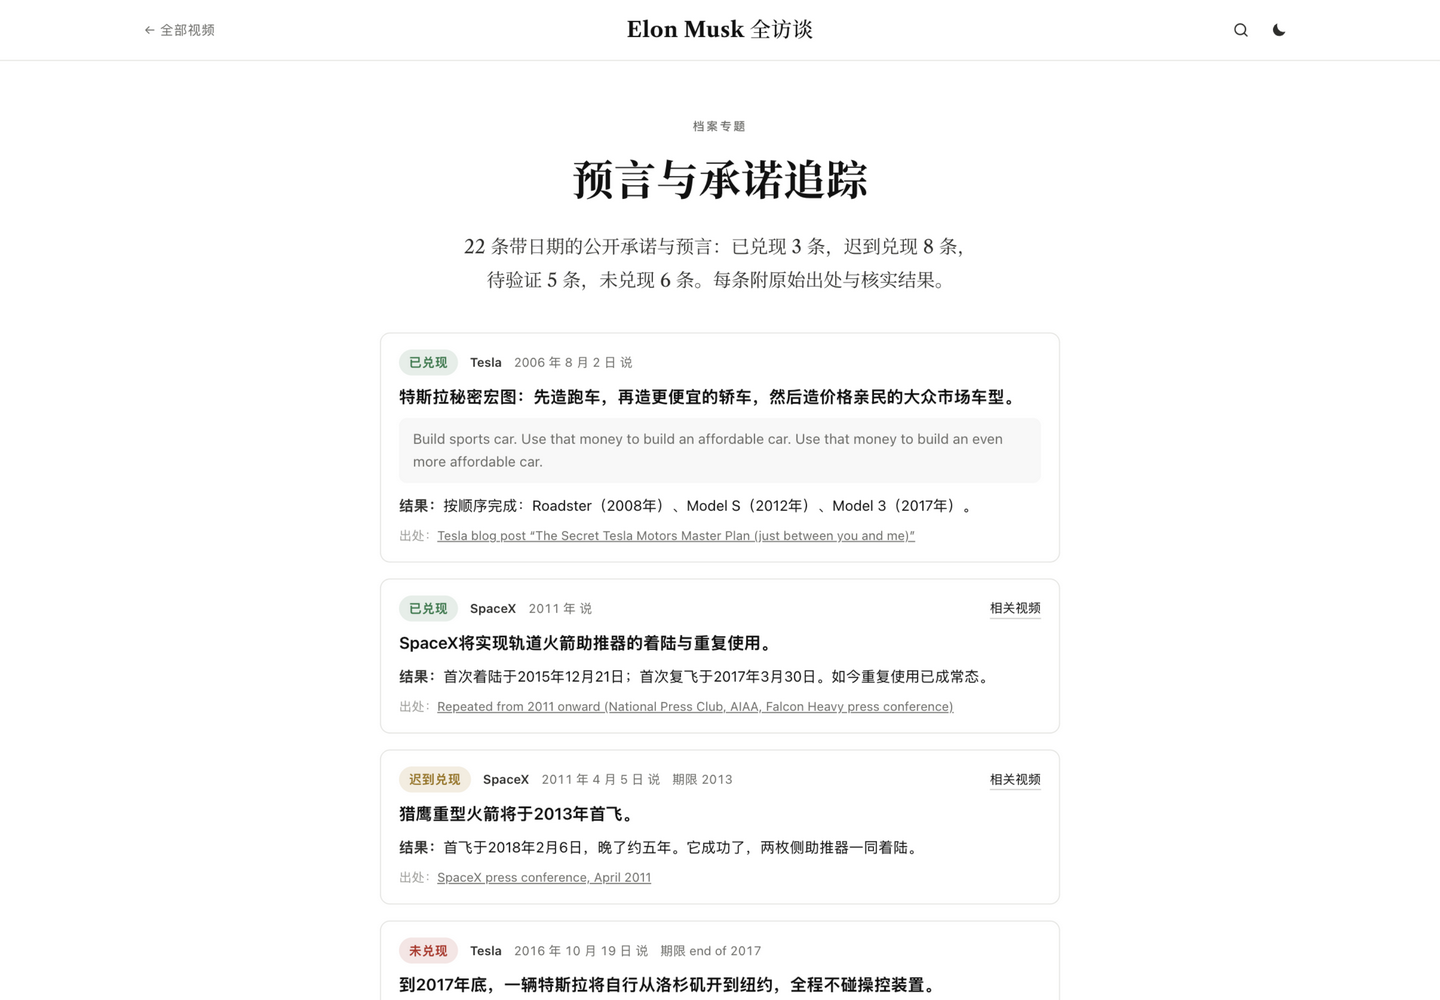 ← 全部视频
Elon Musk 全访谈
档案专题
预言与承诺追踪
22 条带日期的公开承诺与预言：已兑现 3 条，迟到兑现 8 条，
待验证 5 条，未兑现 6 条。每条附原始出处与核实结果。
已兑现 Tesla 2006 年 8 月 2 日 说
特斯拉秘密宏图：先造跑车，再造更便宜的轿车，然后造价格亲民的大众市场车型。
Build sports car. Use that money to build an affordable car. Use that money to build an even
more affordable car.
结果：按顺序完成：Roadster（2008年）、Model S（2012年）、Model 3（2017年）。
出处：Tesla blog post “The Secret Tesla Motors Master Plan (just between you and me)”
已兑现 SpaceX 2011 年 说 相关视频
SpaceX将实现轨道火箭助推器的着陆与重复使用。
结果：首次着陆于2015年12月21日；首次复飞于2017年3月30日。如今重复使用已成常态。
出处：Repeated from 2011 onward (National Press Club, AIAA, Falcon Heavy press conference)
迟到兑现 SpaceX 2011 年 4 月 5 日 说 期限 2013 相关视频
猎鹰重型火箭将于2013年首飞。
结果：首飞于2018年2月6日，晚了约五年。它成功了，两枚侧助推器一同着陆。
出处：SpaceX press conference, April 2011
未兑现 Tesla 2016 年 10 月 19 日 说 期限 end of 2017
到2017年底，一辆特斯拉将自行从洛杉矶开到纽约，全程不碰操控装置。